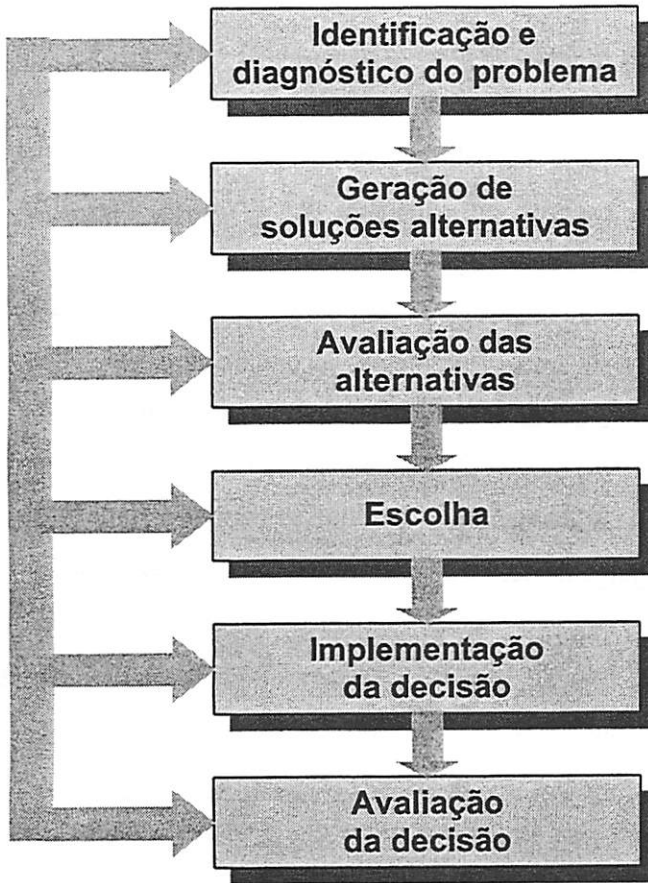 Identificação e
diagnóstico do problema
Geração de
soluções alternativas
Avaliação das
alternativas
Escolha
Implementação
da decisão
Avaliação
da decisão